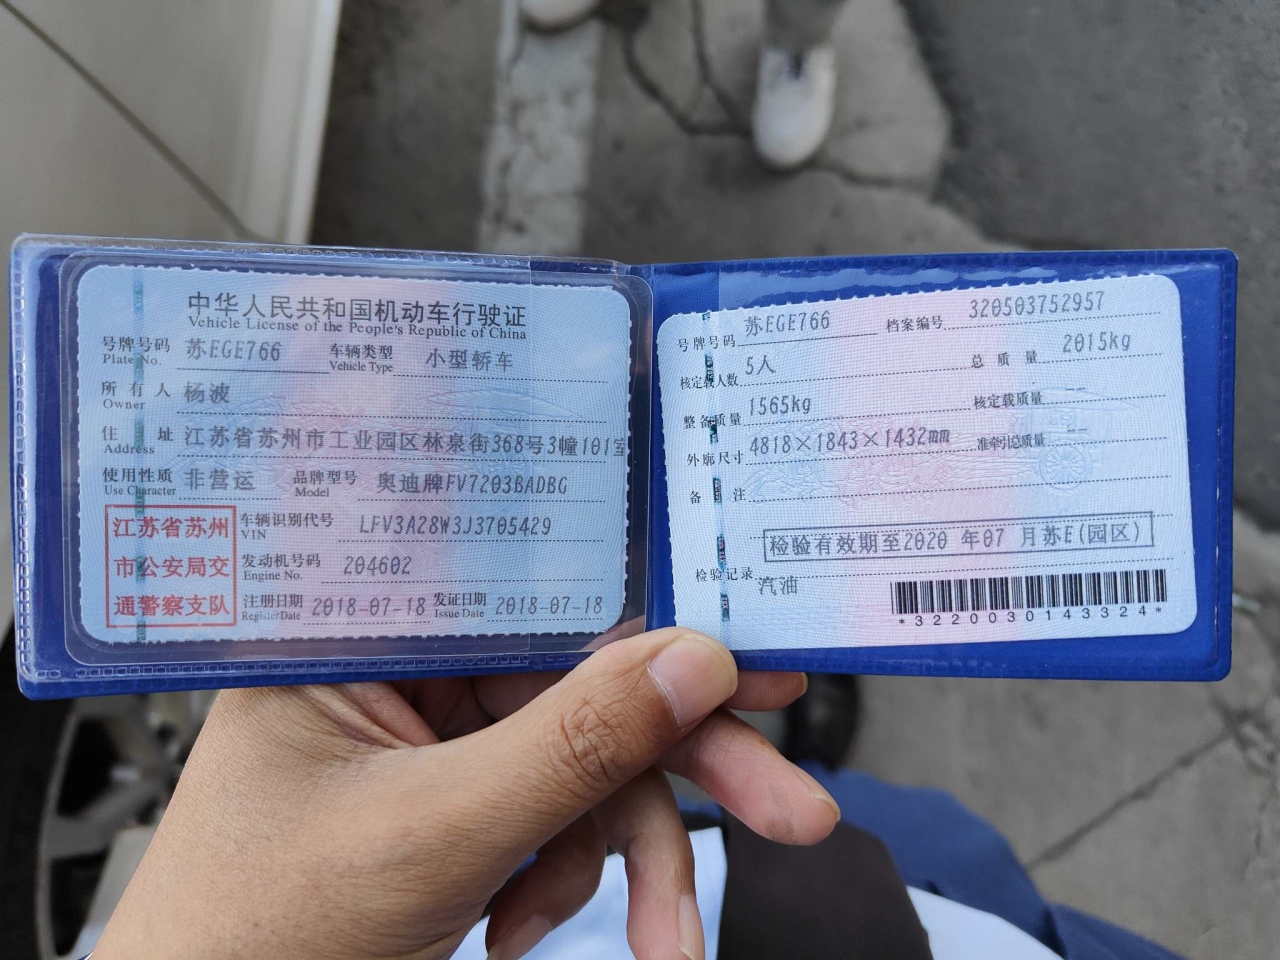 中华人民共和国机动车行驶证
Vehicle License of the People's Republic of China
号牌号码 苏EGE766 车辆类型 小型轿车
Plate No. Vehicle Type
所有人 杨波
Owner
住址 江苏省苏州市工业园区林泉街368号3幢101室
Address
使用性质 非营运 品牌型号 奥迪牌FV7203BADBG
Use Character Model
江苏省苏州
市公安局交
通警察支队
车辆识别代号 LFV3A28W3J3705429
VIN
发动机号码 204602
Engine No.
注册日期 2018-07-18 发证日期 2018-07-18
Register Date Issue Date
号牌号码 苏EGE766 档案编号 320503752957
核定载人数 5人 总质量 2015kg
整备质量 1565kg 核定载质量 --
外廓尺寸 4818×1843×1432mm 准牵引总质量 --
备注
检验有效期至2020 年07 月苏E(园区)
检验记录 汽油
*3220030143324*